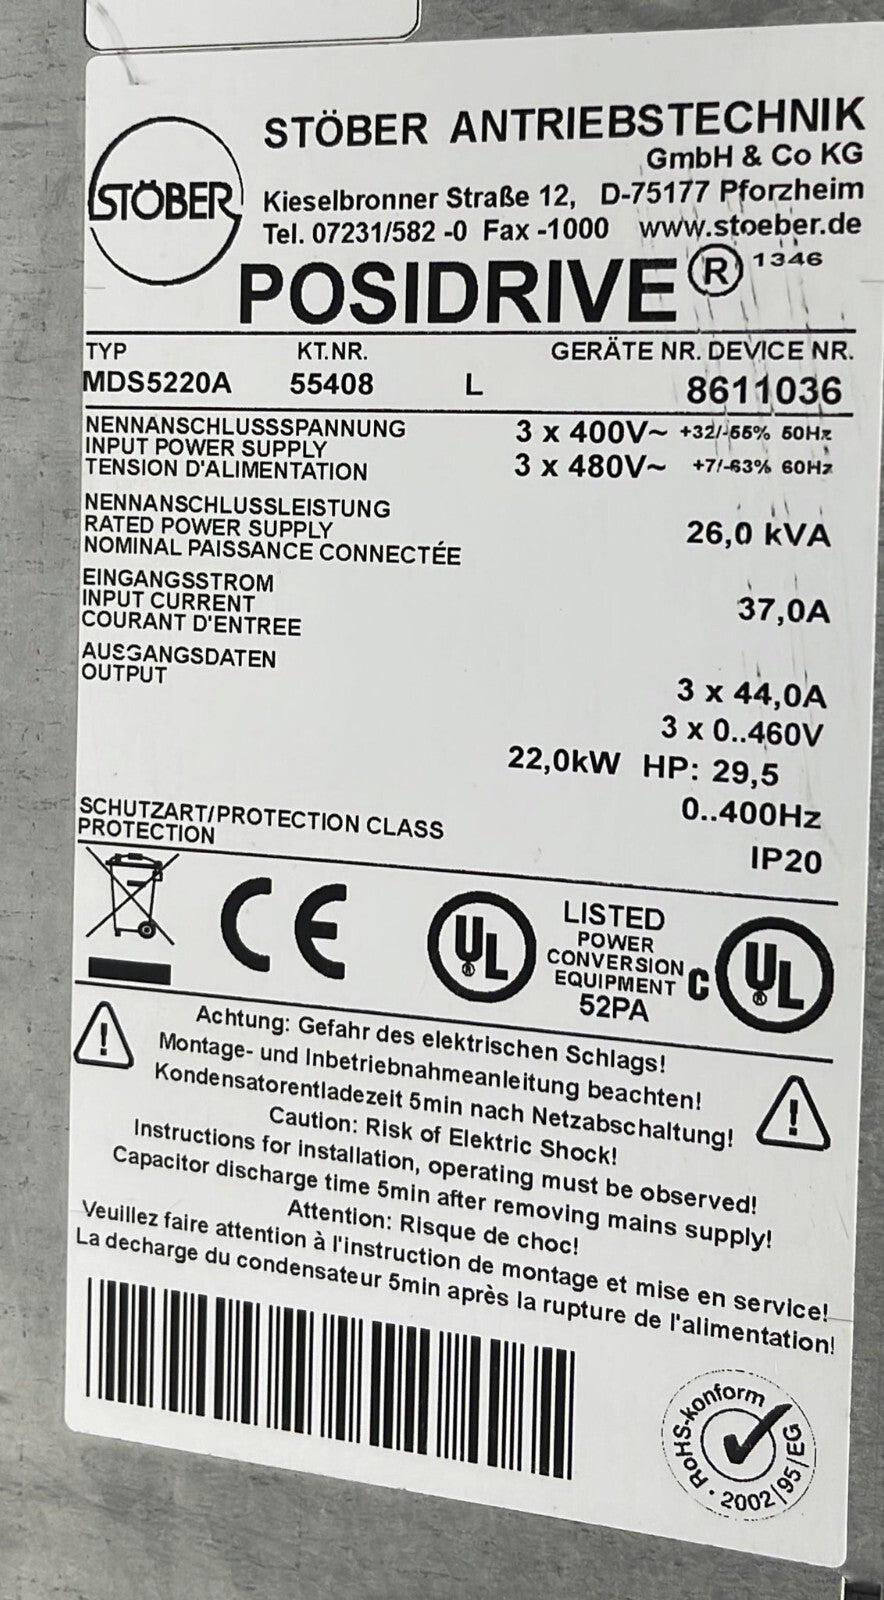 STÖBER
STÖBER ANTRIEBSTECHNIK
GmbH & Co KG
Kieselbronner Straße 12, D-75177 Pforzheim
Tel. 07231/582 -0 Fax -1000 www.stoeber.de
POSIDRIVE® 1346
TYP KT.NR. GERÄTE NR. DEVICE NR.
MDS5220A 55408 L 8611036
NENNANSCHLUSSSPANNUNG 3 x 400V~ +32/-55% 50Hz
INPUT POWER SUPPLY
TENSION D'ALIMENTATION 3 x 480V~ +7/-63% 60Hz
NENNANSCHLUSSLEISTUNG
RATED POWER SUPPLY 26,0 kVA
NOMINAL PAISSANCE CONNECTÉE
EINGANGSSTROM
INPUT CURRENT 37,0A
COURANT D'ENTREE
AUSGANGSDATEN
OUTPUT
3 x 44,0A
3 x 0..460V
22,0kW HP: 29,5
0..400Hz
SCHUTZART/PROTECTION CLASS
PROTECTION IP20
CE
UL ®
LISTED
POWER
CONVERSION
EQUIPMENT
52PA
C UL ®
Achtung: Gefahr des elektrischen Schlags!
Montage- und Inbetriebnahmeanleitung beachten!
Kondensatorentladezeit 5min nach Netzabschaltung!
Caution: Risk of Elektric Shock!
Instructions for installation, operating must be observed!
Capacitor discharge time 5min after removing mains supply!
Attention: Risque de choc!
Veuillez faire attention à l'instruction de montage et mise en service!
La decharge du condensateur 5min après la rupture de l'alimentation!
RoHS-konform · 2002/95/EG